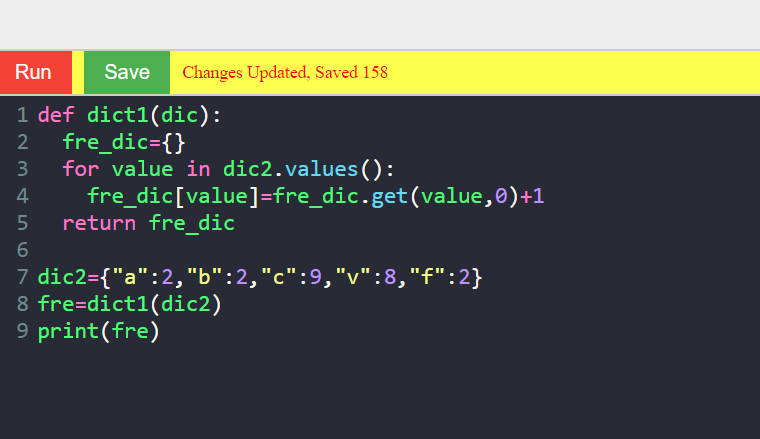 Run Save Changes Updated, Saved 158
1 def dict1(dic):
2   fre_dic={}
3   for value in dic2.values():
4     fre_dic[value]=fre_dic.get(value,0)+1
5   return fre_dic
6
7 dic2={"a":2,"b":2,"c":9,"v":8,"f":2}
8 fre=dict1(dic2)
9 print(fre)